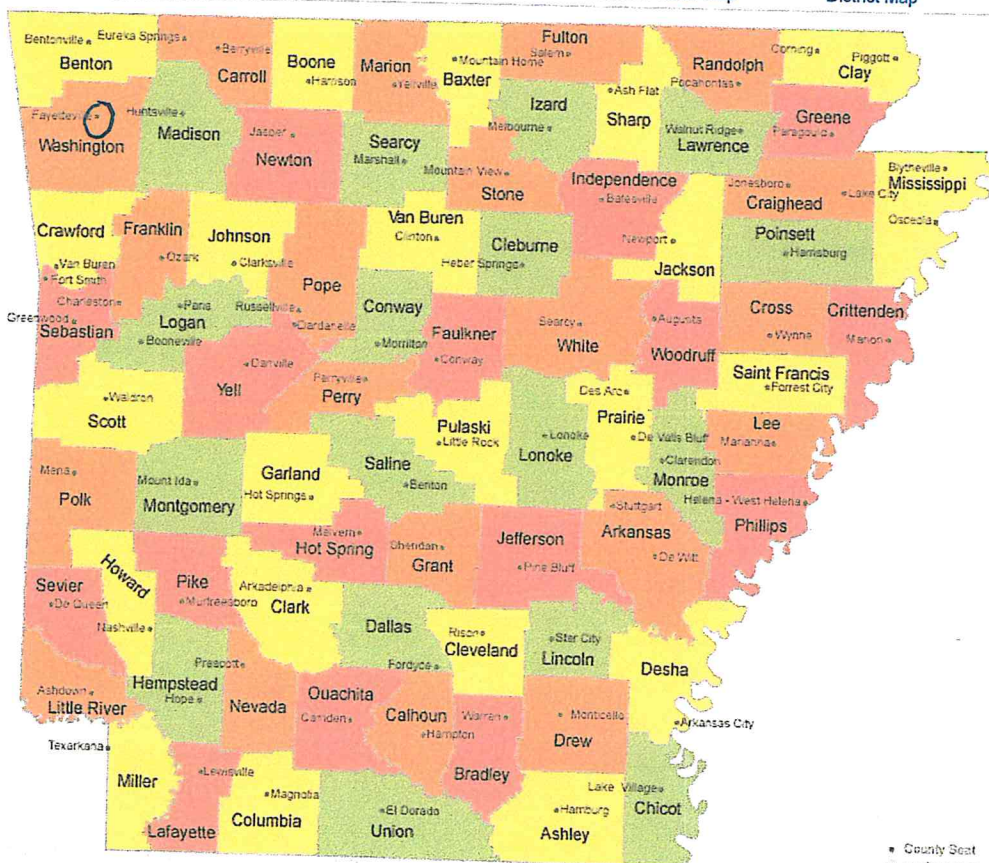 District Map
Bentonville
Eureka Springs
Benton
Berryville
Carroll
Boone
Harrison
Marion
Yellville
Mountain Home
Baxter
Fulton
Salem
Randolph
Pocahontas
Corning
Piggott
Clay
Fayetteville
Washington
Huntsville
Madison
Jasper
Newton
Searcy
Marshall
Izard
Melbourne
Ash Flat
Sharp
Walnut Ridge
Lawrence
Greene
Paragould
Mountain View
Stone
Independence
Batesville
Jonesboro
Lake City
Craighead
Blytheville
Mississippi
Osceola
Crawford
Van Buren
Fort Smith
Franklin
Ozark
Johnson
Clarksville
Van Buren
Clinton
Cleburne
Heber Springs
Newport
Jackson
Poinsett
Harrisburg
Pope
Russellville
Dardanelle
Charleston
Greenwood
Sebastian
Paris
Logan
Booneville
Conway
Morrilton
Faulkner
Conway
Searcy
White
Augusta
Woodruff
Cross
Wynne
Crittenden
Marion
Danville
Yell
Perryville
Perry
Saint Francis
Forrest City
Waldron
Scott
Pulaski
Little Rock
Des Arc
Prairie
De Valls Bluff
Lee
Marianna
Lonoke
Lonoke
Clarendon
Monroe
Mena
Polk
Mount Ida
Montgomery
Garland
Hot Springs
Saline
Benton
Helena - West Helena
Phillips
Stuttgart
Arkansas
De Witt
Malvern
Hot Spring
Sheridan
Grant
Jefferson
Pine Bluff
Howard
Nashville
Sevier
De Queen
Pike
Murfreesboro
Arkadelphia
Clark
Dallas
Fordyce
Rison
Cleveland
Star City
Lincoln
Desha
Arkansas City
Ashdown
Little River
Hempstead
Hope
Prescott
Nevada
Ouachita
Camden
Calhoun
Hampton
Warren
Bradley
Monticello
Drew
Texarkana
Miller
Lewisville
Lafayette
Magnolia
Columbia
El Dorado
Union
Hamburg
Ashley
Lake Village
Chicot
County Seat